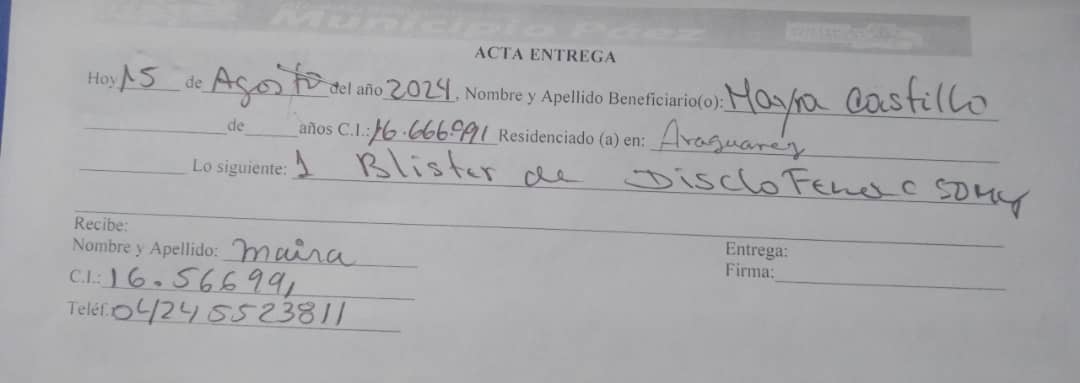 Municipio Páez
ACTA ENTREGA
Hoy 15 de Agosto del año 2024, Nombre y Apellido Beneficiario(o): Mayra Castillo
de años C.I.: 16.666991 Residenciado (a) en: Araguarey
Lo siguiente: 1 Blister de Disclofenac 50mg
Recibe:
Nombre y Apellido: Maira
C.I.: 16.566991
Teléf: 04245523811
Entrega:
Firma: